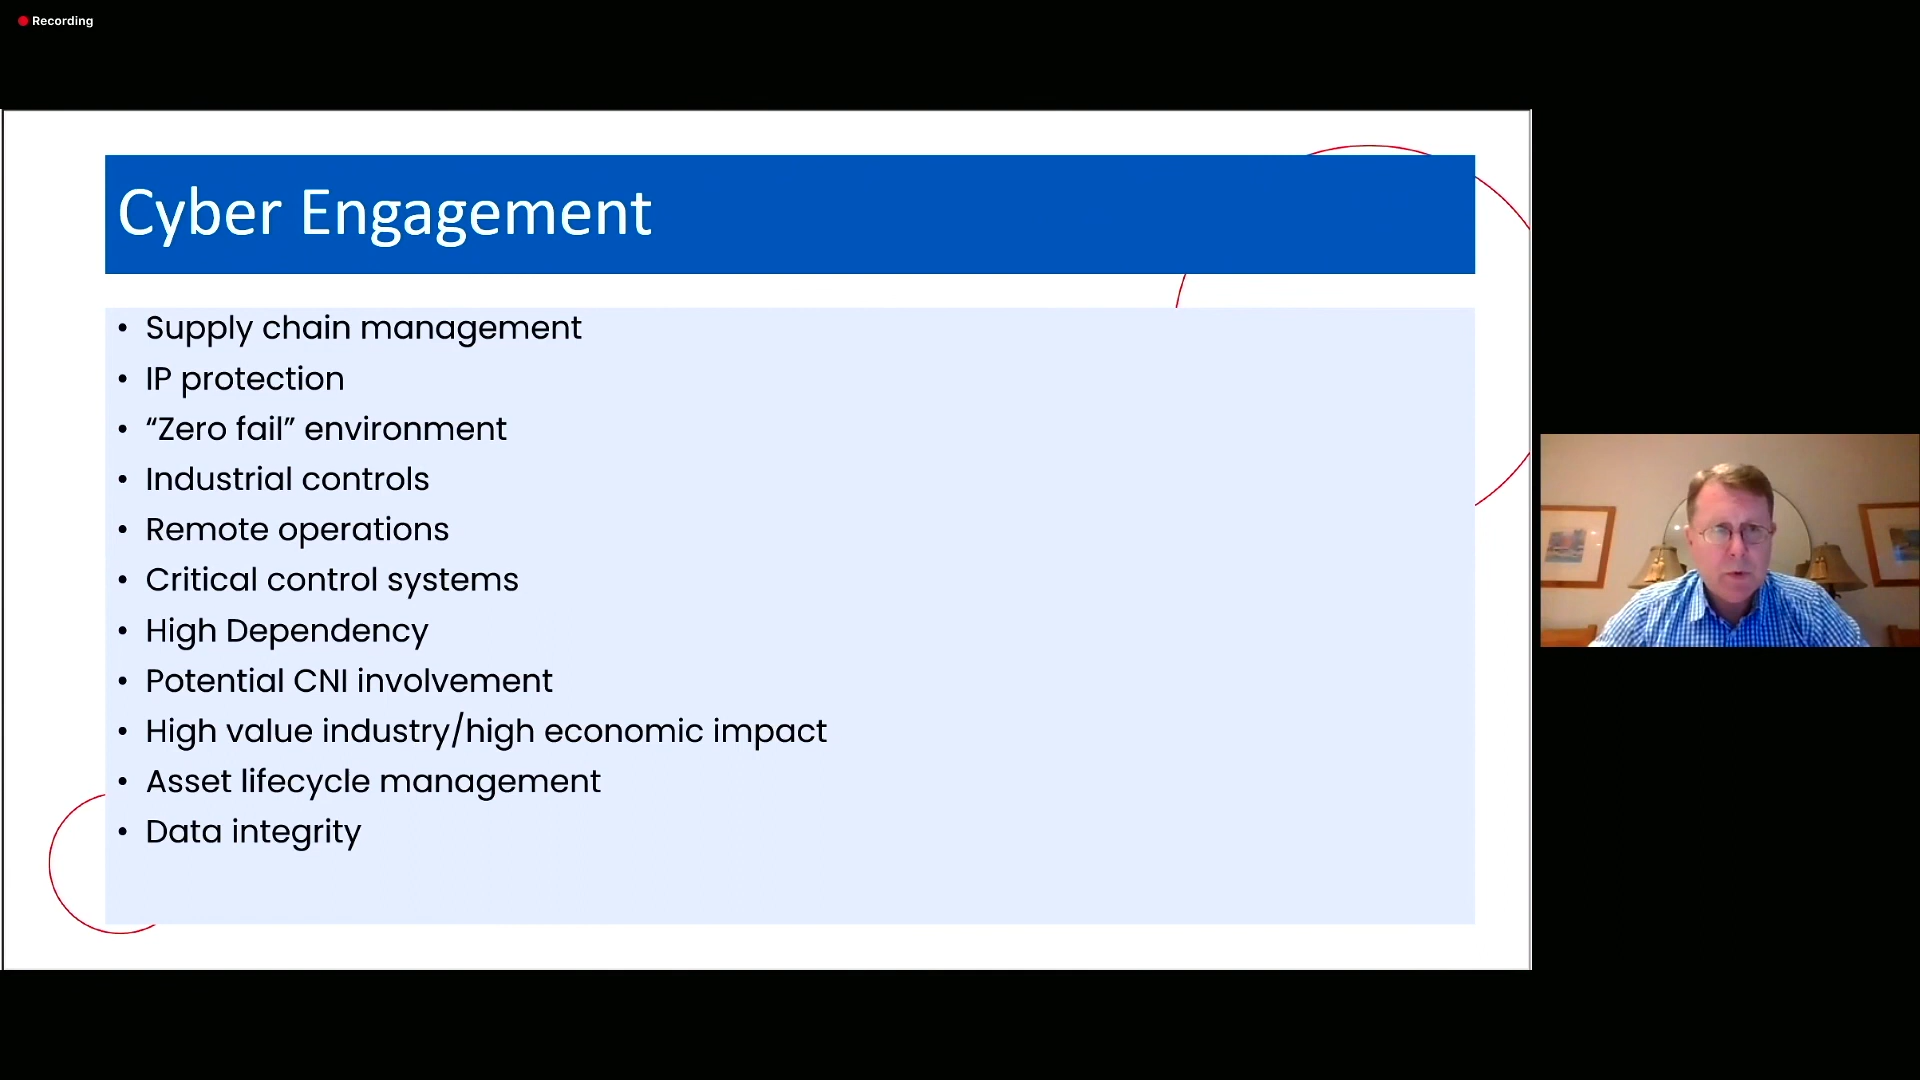 Recording
Cyber Engagement
• Supply chain management
• IP protection
• “Zero fail” environment
• Industrial controls
• Remote operations
• Critical control systems
• High Dependency
• Potential CNI involvement
• High value industry/high economic impact
• Asset lifecycle management
• Data integrity